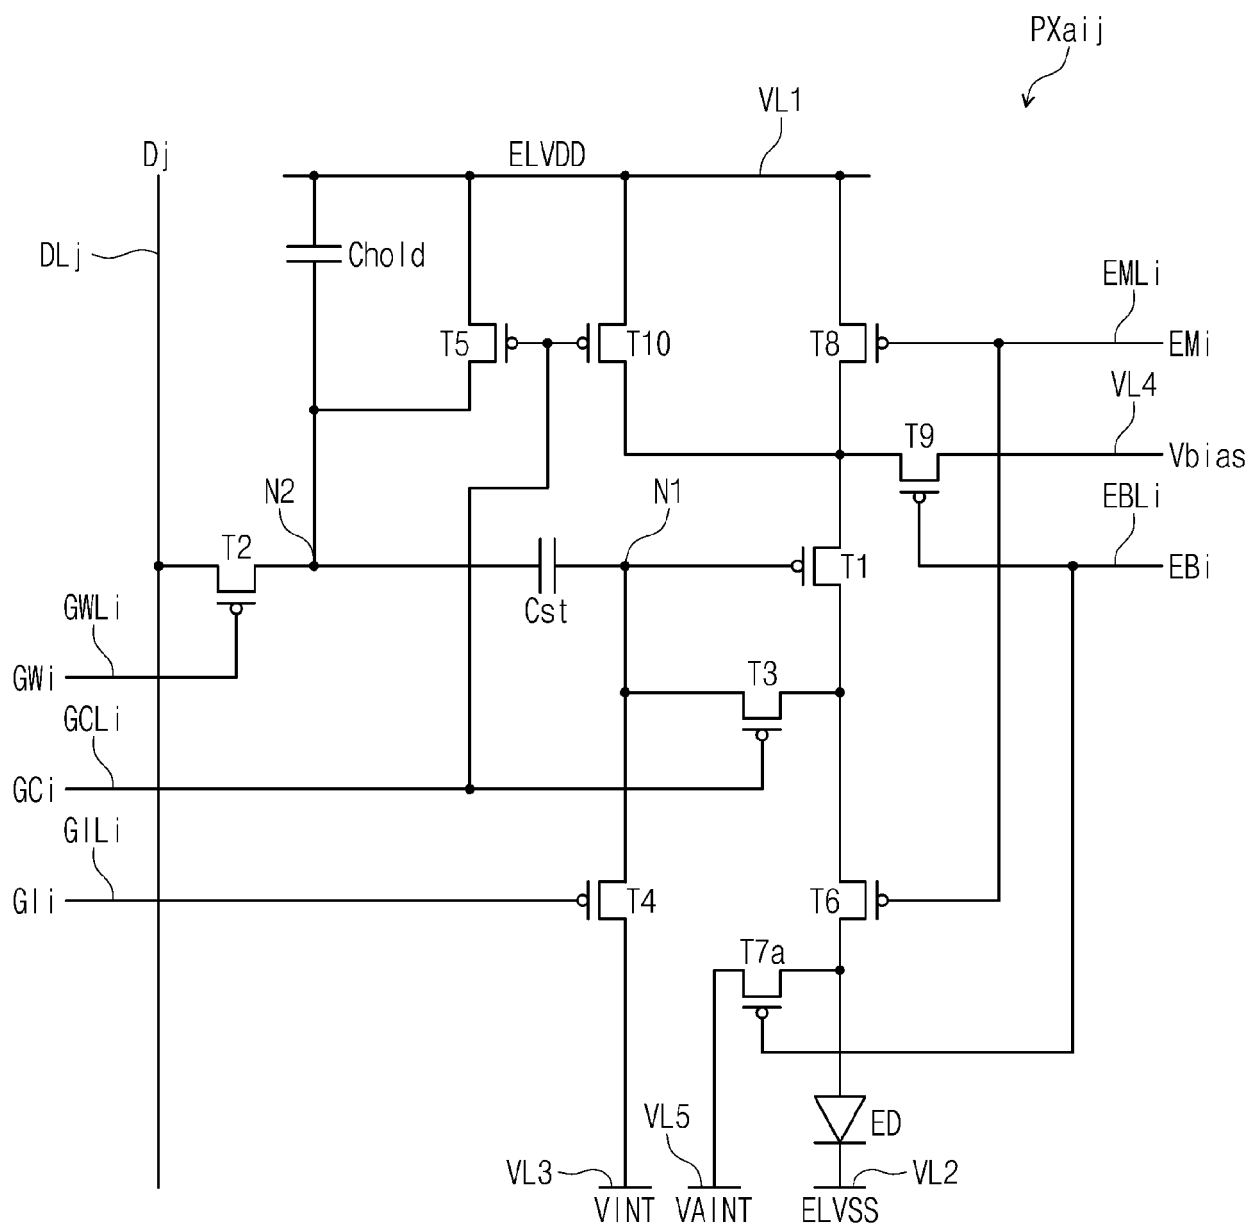 PXaij
VL1
Dj
ELVDD
DLj
Chold
EMLi
T5
T10
T8
EMi
VL4
T9
Vbias
N2
N1
EBLi
T2
T1
EBi
Cst
GWLi
GWi
T3
GCLi
GCi
GILi
GIi
T4
T6
T7a
ED
VL5
VL3
VL2
VINT
VAINT
ELVSS